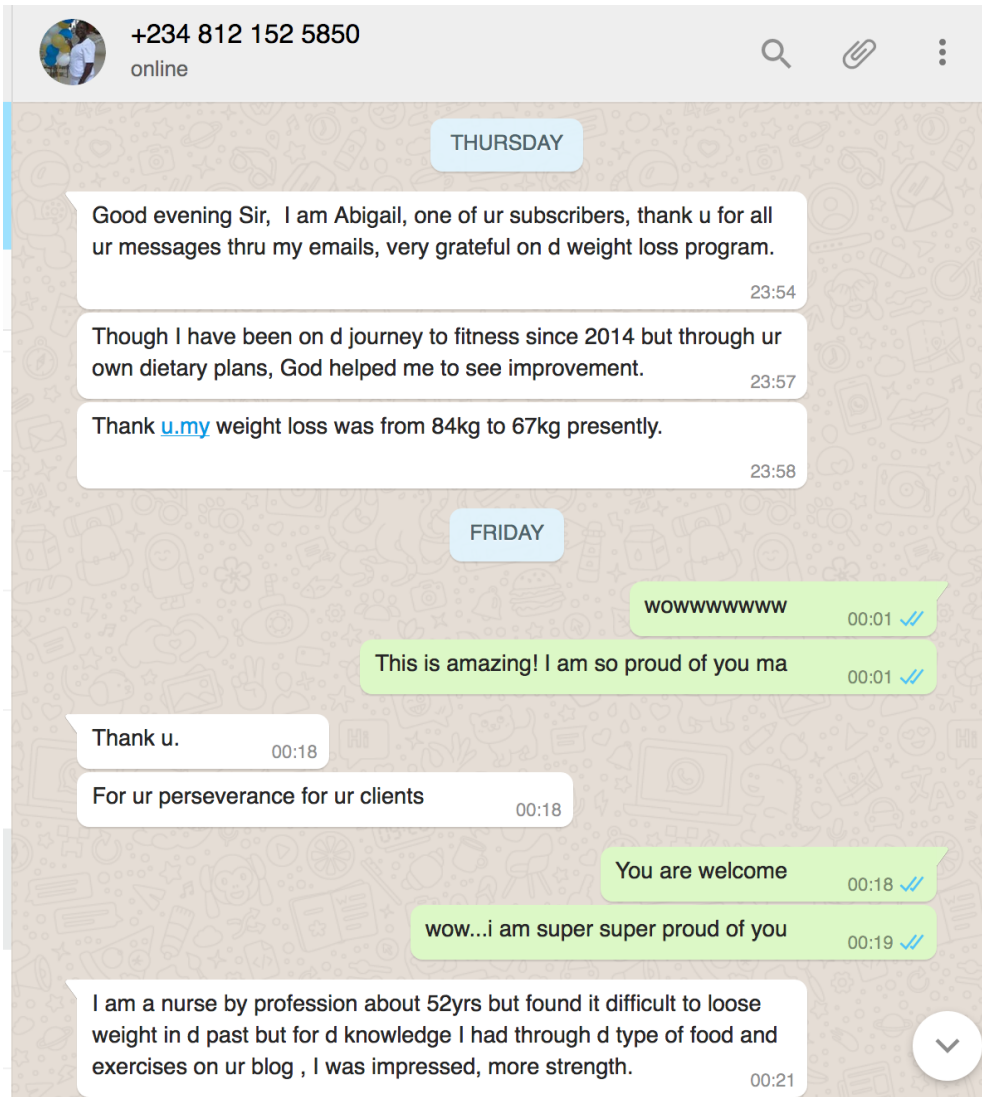 +234 812 152 5850
online
THURSDAY
Good evening Sir,  I am Abigail, one of ur subscribers, thank u for all
ur messages thru my emails, very grateful on d weight loss program.
23:54
Though I have been on d journey to fitness since 2014 but through ur
own dietary plans, God helped me to see improvement.
23:57
Thank u.my weight loss was from 84kg to 67kg presently.
23:58
FRIDAY
wowwwwwww
00:01
This is amazing! I am so proud of you ma
00:01
Thank u.
00:18
For ur perseverance for ur clients
00:18
You are welcome
00:18
wow...i am super super proud of you
00:19
I am a nurse by profession about 52yrs but found it difficult to loose
weight in d past but for d knowledge I had through d type of food and
exercises on ur blog , I was impressed, more strength.
00:21